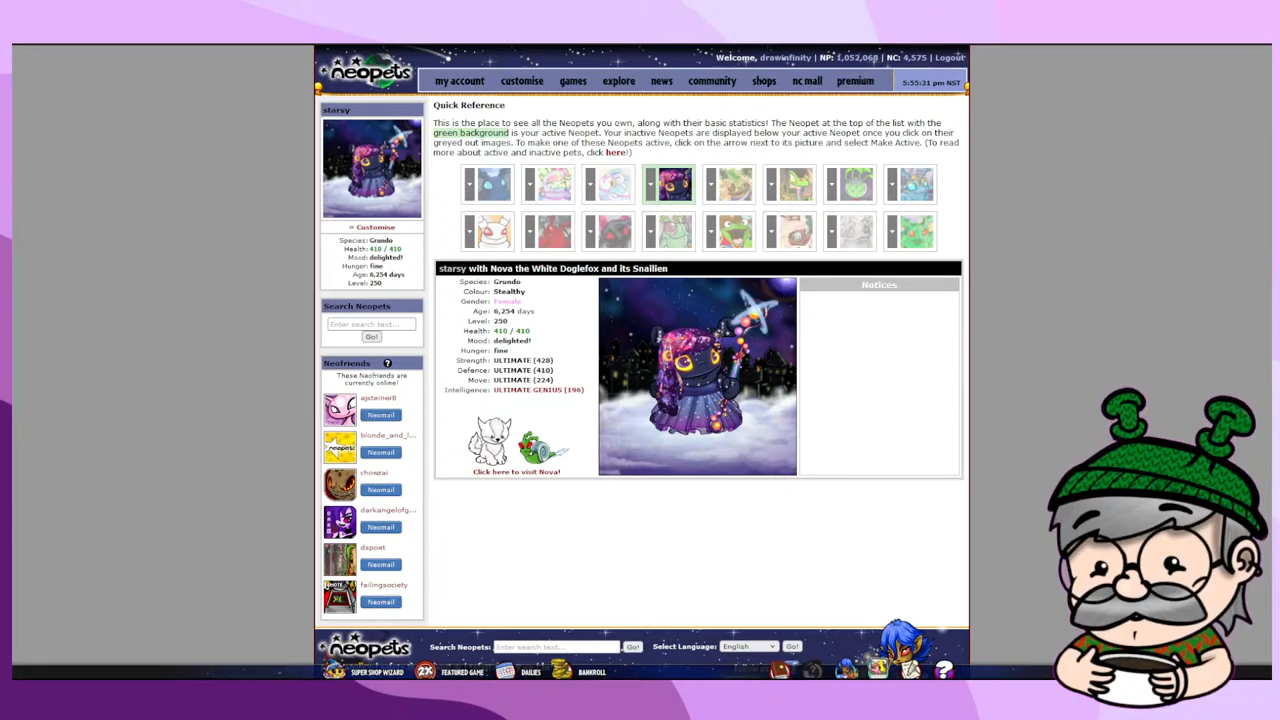 neopets
Welcome, drawinfinity | NP: 1,052,068 | NC: 4,575 | Logout
my account customise games explore news community shops nc mall premium 5:55:31 pm NST
starsy
» Customise
Species: Grundo
Health: 410 / 410
Mood: delighted!
Hunger: fine
Age: 6,254 days
Level: 250
Search Neopets
Enter search text...
Go!
Neofriends ?
These Neofriends are
currently online!
ajsteiner8
Neomail
blonde_and_l...
Neomail
chowzai
Neomail
darkangelofg...
Neomail
dspoet
Neomail
failingsociety
Neomail
Quick Reference
This is the place to see all the Neopets you own, along with their basic statistics! The Neopet at the top of the list with the
green background is your active Neopet. Your inactive Neopets are displayed below your active Neopet once you click on their
greyed out images. To make one of these Neopets active, click on the arrow next to its picture and select Make Active. (To read
more about active and inactive pets, click here!)
starsy with Nova the White Doglefox and its Snailien
Species: Grundo
Colour: Stealthy
Gender: Female
Age: 6,254 days
Level: 250
Health: 410 / 410
Mood: delighted!
Hunger: fine
Strength: ULTIMATE (428)
Defence: ULTIMATE (410)
Move: ULTIMATE (224)
Intelligence: ULTIMATE GENIUS (196)
Click here to visit Nova!
Notices
neopets
Search Neopets: Enter search text... Go! Select Language: English Go!
SUPER SHOP WIZARD 2X FEATURED GAME DAILIES BANKROLL